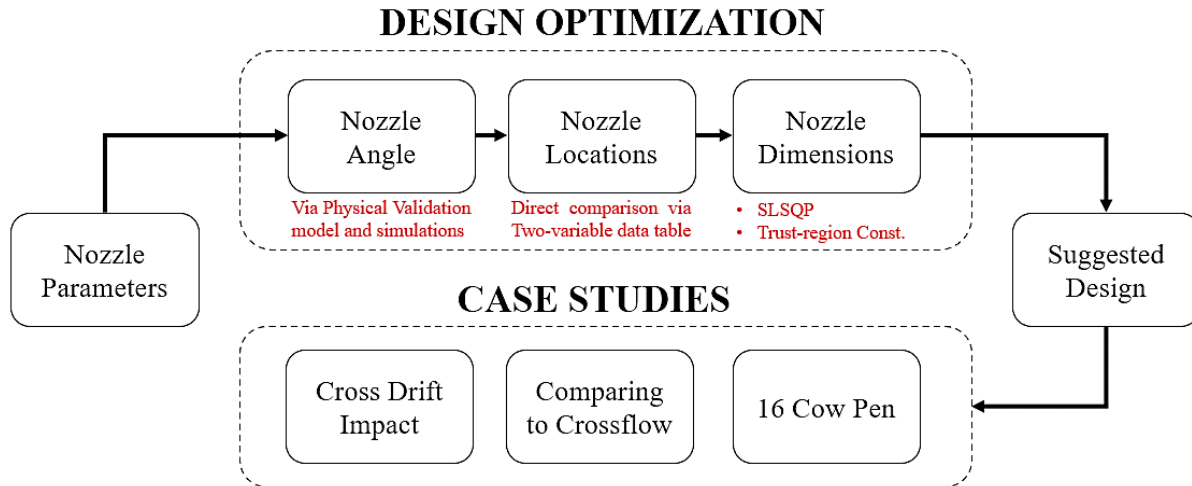 DESIGN OPTIMIZATION
Nozzle
Angle
Nozzle
Locations
Nozzle
Dimensions
Via Physical Validation
model and simulations
Direct comparison via
Two-variable data table
• SLSQP
• Trust-region Const.
Nozzle
Parameters
Suggested
Design
CASE STUDIES
Cross Drift
Impact
Comparing
to Crossflow
16 Cow Pen